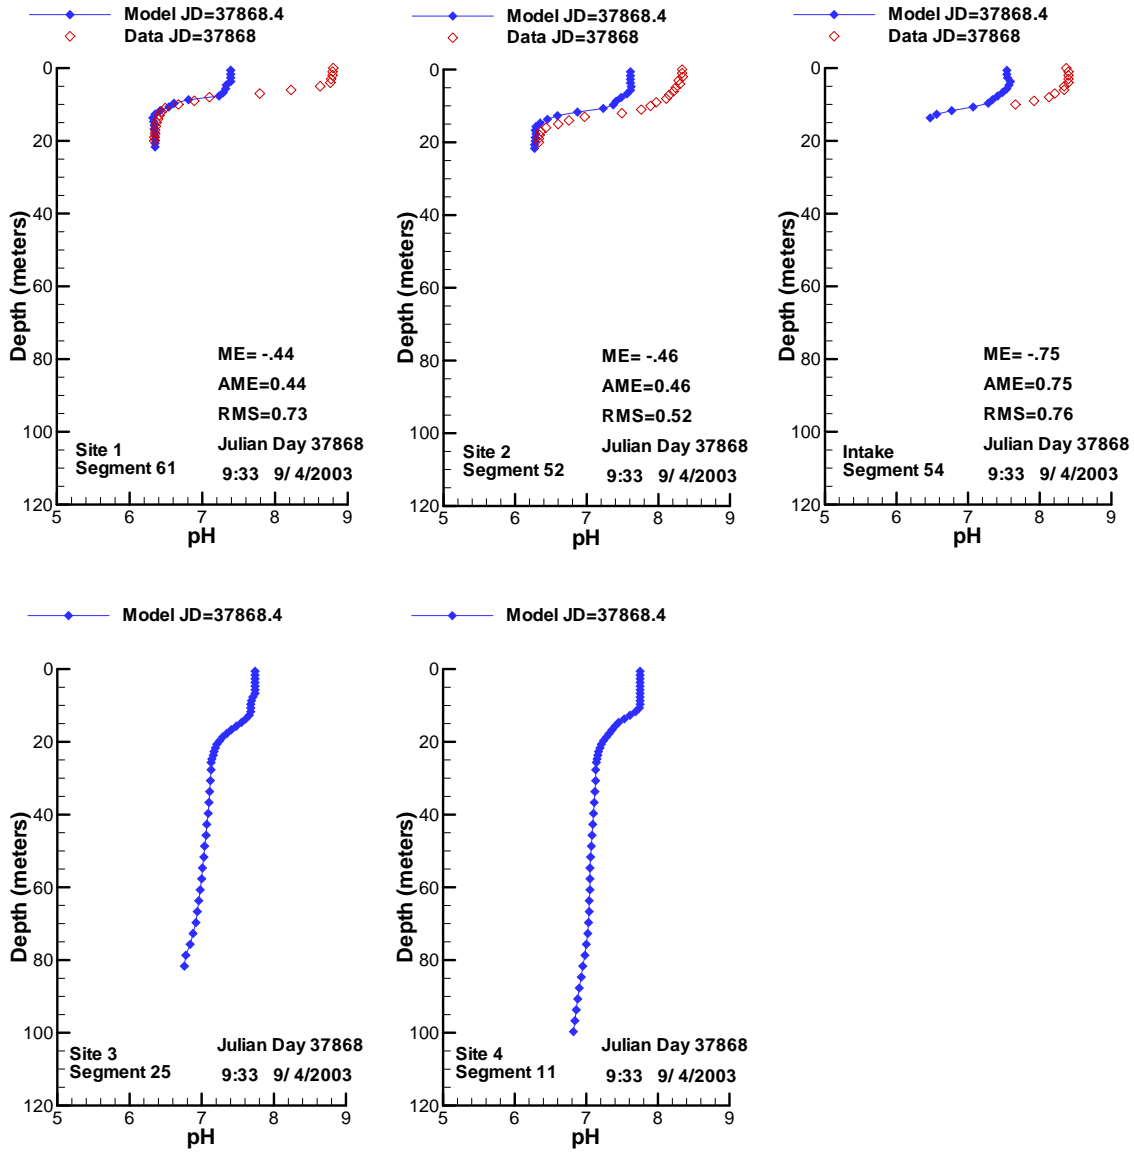 Model JD=37868.4
Data JD=37868
0
20
40
60
80
100
120
Depth (meters)
ME= -.44
AME=0.44
RMS=0.73
Julian Day 37868
9:33 9/ 4/2003
Site 1
Segment 61
5 6 7 8 9
pH
Model JD=37868.4
Data JD=37868
0
20
40
60
80
100
120
Depth (meters)
ME= -.46
AME=0.46
RMS=0.52
Julian Day 37868
9:33 9/ 4/2003
Site 2
Segment 52
5 6 7 8 9
pH
Model JD=37868.4
Data JD=37868
0
20
40
60
80
100
120
Depth (meters)
ME= -.75
AME=0.75
RMS=0.76
Julian Day 37868
9:33 9/ 4/2003
Intake
Segment 54
5 6 7 8 9
pH
Model JD=37868.4
0
20
40
60
80
100
120
Depth (meters)
Julian Day 37868
9:33 9/ 4/2003
Site 3
Segment 25
5 6 7 8 9
pH
Model JD=37868.4
0
20
40
60
80
100
120
Depth (meters)
Julian Day 37868
9:33 9/ 4/2003
Site 4
Segment 11
5 6 7 8 9
pH